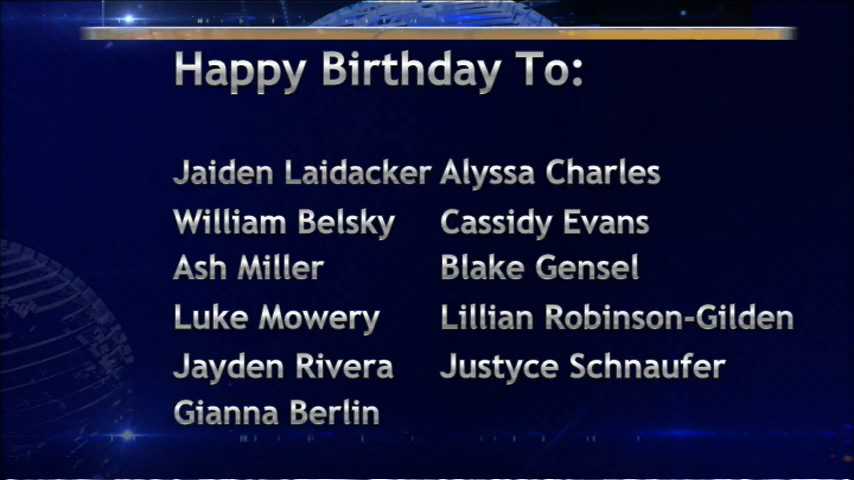 Happy Birthday To:
Jaiden Laidacker Alyssa Charles
William Belsky Cassidy Evans
Ash Miller Blake Gensel
Luke Mowery Lillian Robinson-Gilden
Jayden Rivera Justyce Schnaufer
Gianna Berlin